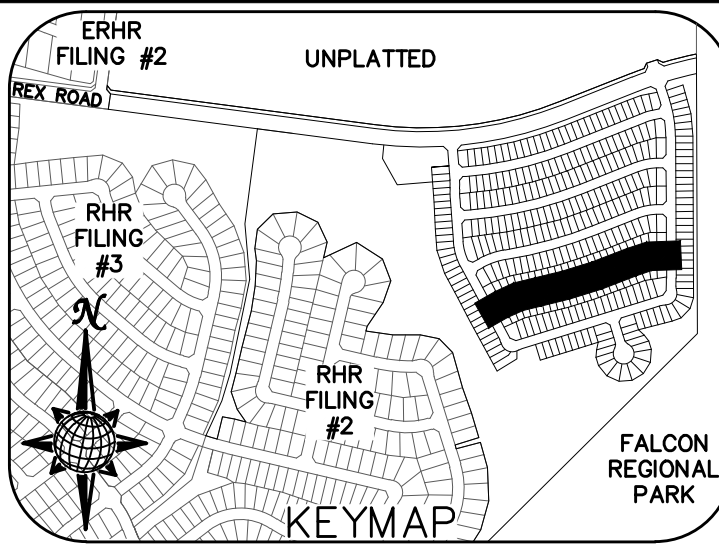 ERHR
FILING #2
UNPLATTED
REX ROAD
RHR
FILING
#3
N
RHR
FILING
#2
FALCON
REGIONAL
PARK
KEYMAP